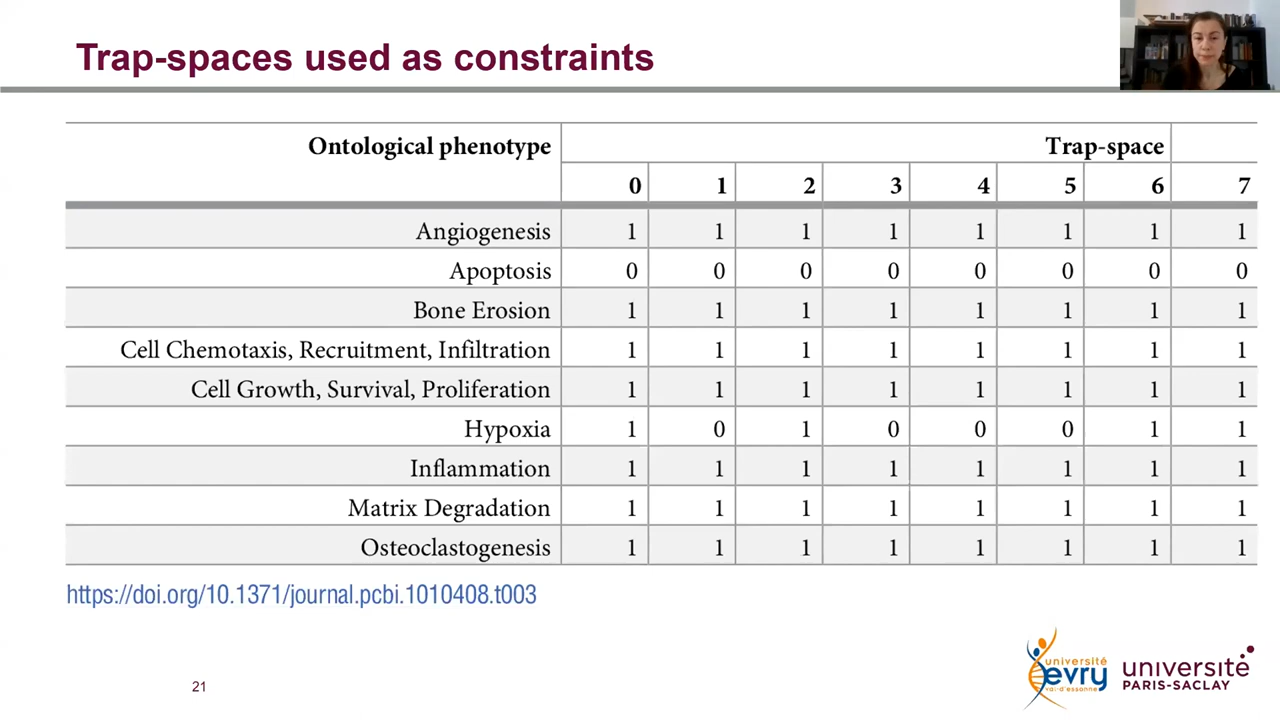 Trap-spaces used as constraints
Ontological phenotype Trap-space
0 1 2 3 4 5 6 7
Angiogenesis 1 1 1 1 1 1 1 1
Apoptosis 0 0 0 0 0 0 0 0
Bone Erosion 1 1 1 1 1 1 1 1
Cell Chemotaxis, Recruitment, Infiltration 1 1 1 1 1 1 1 1
Cell Growth, Survival, Proliferation 1 1 1 1 1 1 1 1
Hypoxia 1 0 1 0 0 0 1 1
Inflammation 1 1 1 1 1 1 1 1
Matrix Degradation 1 1 1 1 1 1 1 1
Osteoclastogenesis 1 1 1 1 1 1 1 1
https://doi.org/10.1371/journal.pcbi.1010408.t003
21
université
evry
val-d'essonne
université
PARIS-SACLAY